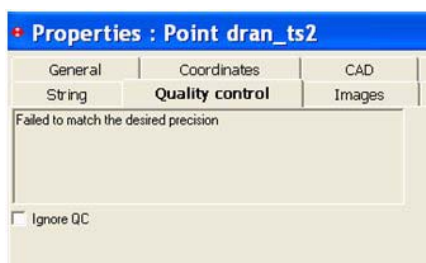 Properties : Point dran_ts2
General Coordinates CAD
String Quality control Images
Failed to match the desired precision
Ignore QC